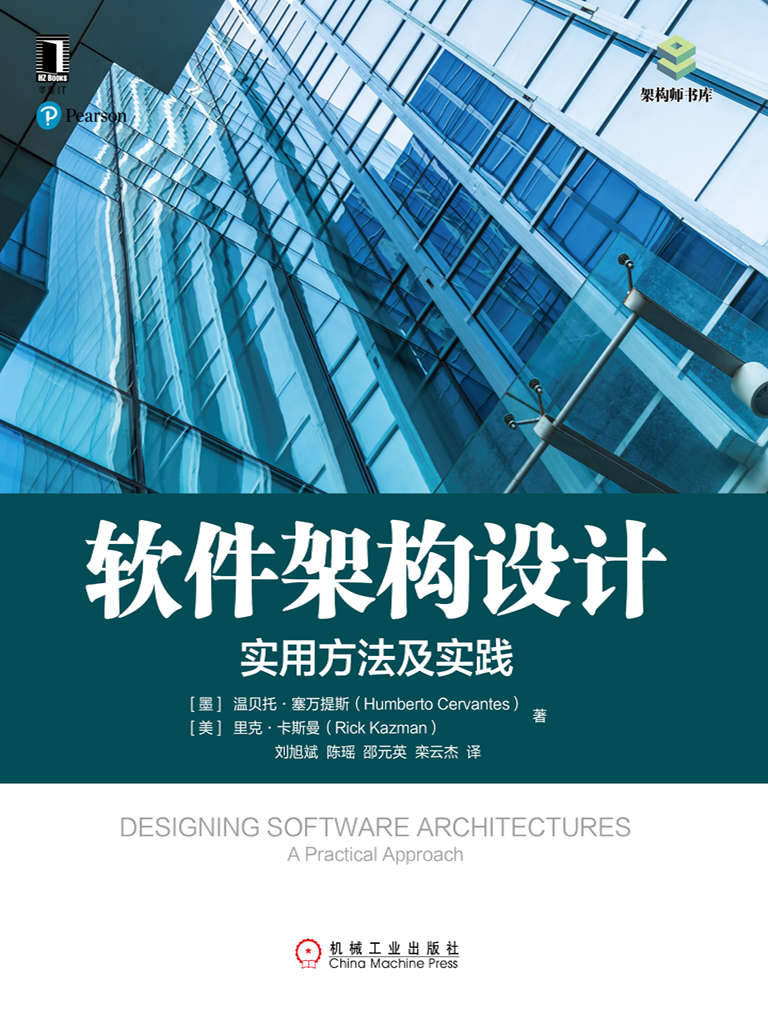 HZ BOOKS
华章 IT
Pearson
架构师书库
软件架构设计
实用方法及实践
[ 墨 ] 温贝托·塞万提斯(Humberto Cervantes)
[ 美 ] 里克·卡斯曼(Rick Kazman)
著
刘旭斌 陈瑶 邵元英 栾云杰 译
DESIGNING SOFTWARE ARCHITECTURES
A Practical Approach
机械工业出版社
China Machine Press